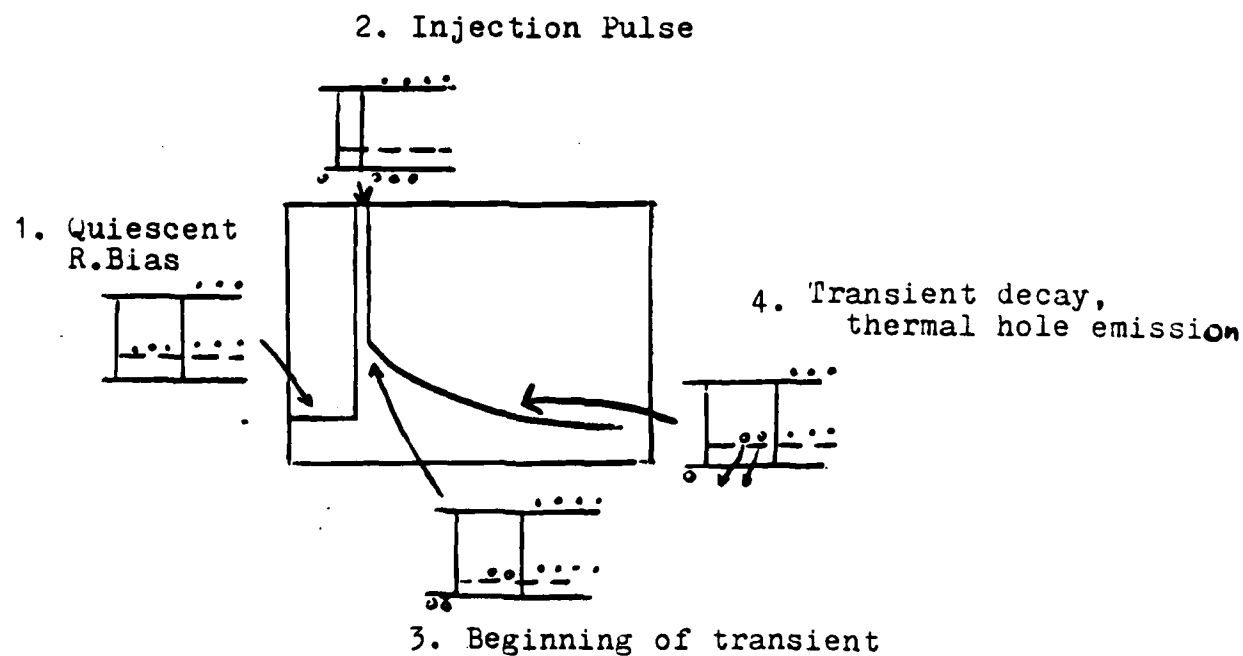 2. Injection Pulse
1. Quiescent
R.Bias
4. Transient decay,
thermal hole emission
3. Beginning of transient